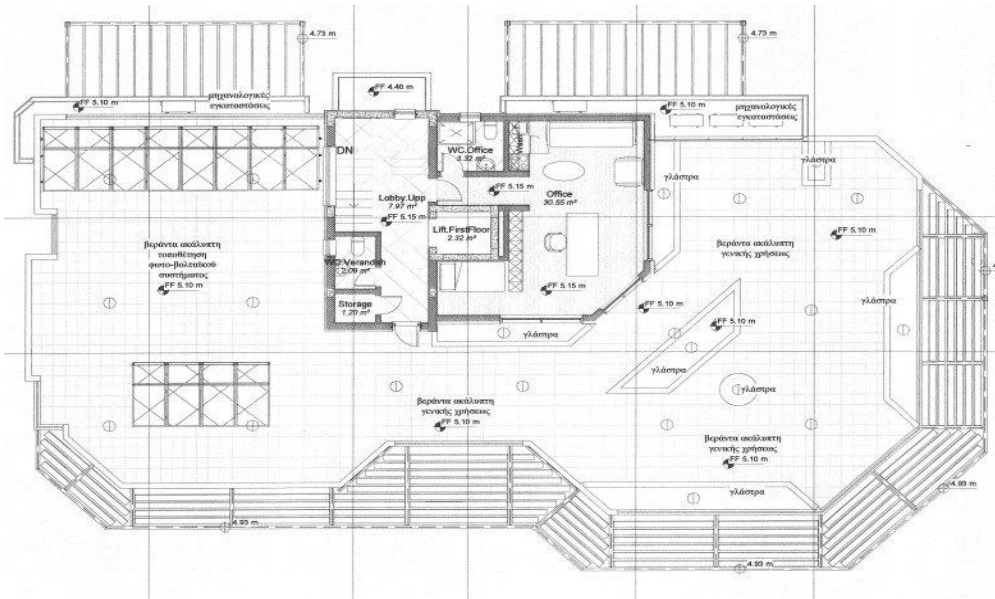 4.73 m
4.73 m
FF 4.40 m
FF 5.10 m
μηχανολογικές
εγκαταστάσεις
FF 5.10 m
μηχανολογικές
εγκαταστάσεις
DN
WC.Office
3.32 m²
FF 5.15 m
Office
30.55 m²
Lobby.Upp
7.97 m²
FF 5.15 m
Lift.FirstFloor
2.32 m²
WC.Verandah
2.09 m²
Storage
1.20 m²
FF 5.15 m
βεράντα ακάλυπτη
τοποθέτηση
φωτο-βολταϊκού
συστήματος
FF 5.10 m
γλάστρα
γλάστρα
FF 5.10 m
βεράντα ακάλυπτη
γενικής χρήσεως
γλάστρα
FF 5.10 m
FF 5.10 m
γλάστρα
γλάστρα
γλάστρα
βεράντα ακάλυπτη
γενικής χρήσεως
FF 5.10 m
βεράντα ακάλυπτη
γενικής χρήσεως
FF 5.10 m
γλάστρα
4.93 m
4.93 m
4.93 m